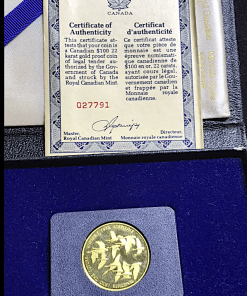 CANADA
Certificate of
Authenticity
This certificate attests
that your coin is
a Canadian $100 22
karat gold proof coin
of legal tender
authorized by the Government of
Canada and struck by the
Royal Canadian Mint.
Certificat
d'authenticité
Ce certificat atteste
que votre pièce de
monnaie est une
épreuve numismatique
canadienne de
$100 en or, 22 carats,
ayant cours légal,
autorisée par le
Gouvernement du Canada
et frappée par la
Monnaie royale
canadienne.
027791
Master,
Royal Canadian Mint
Directeur,
Monnaie royale canadienne